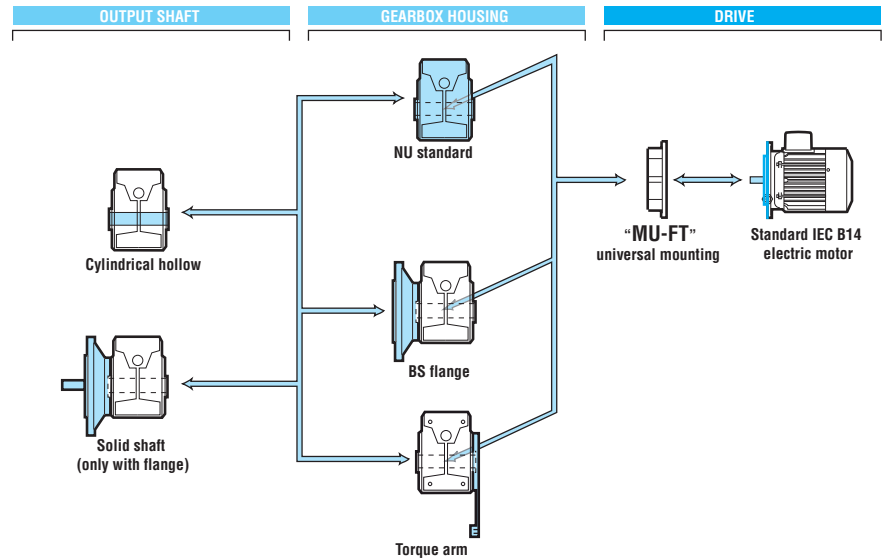 OUTPUT SHAFT
GEARBOX HOUSING
DRIVE
NU standard
Cylindrical hollow
“MU-FT”
universal mounting
Standard IEC B14
electric motor
BS flange
Solid shaft
(only with flange)
Torque arm